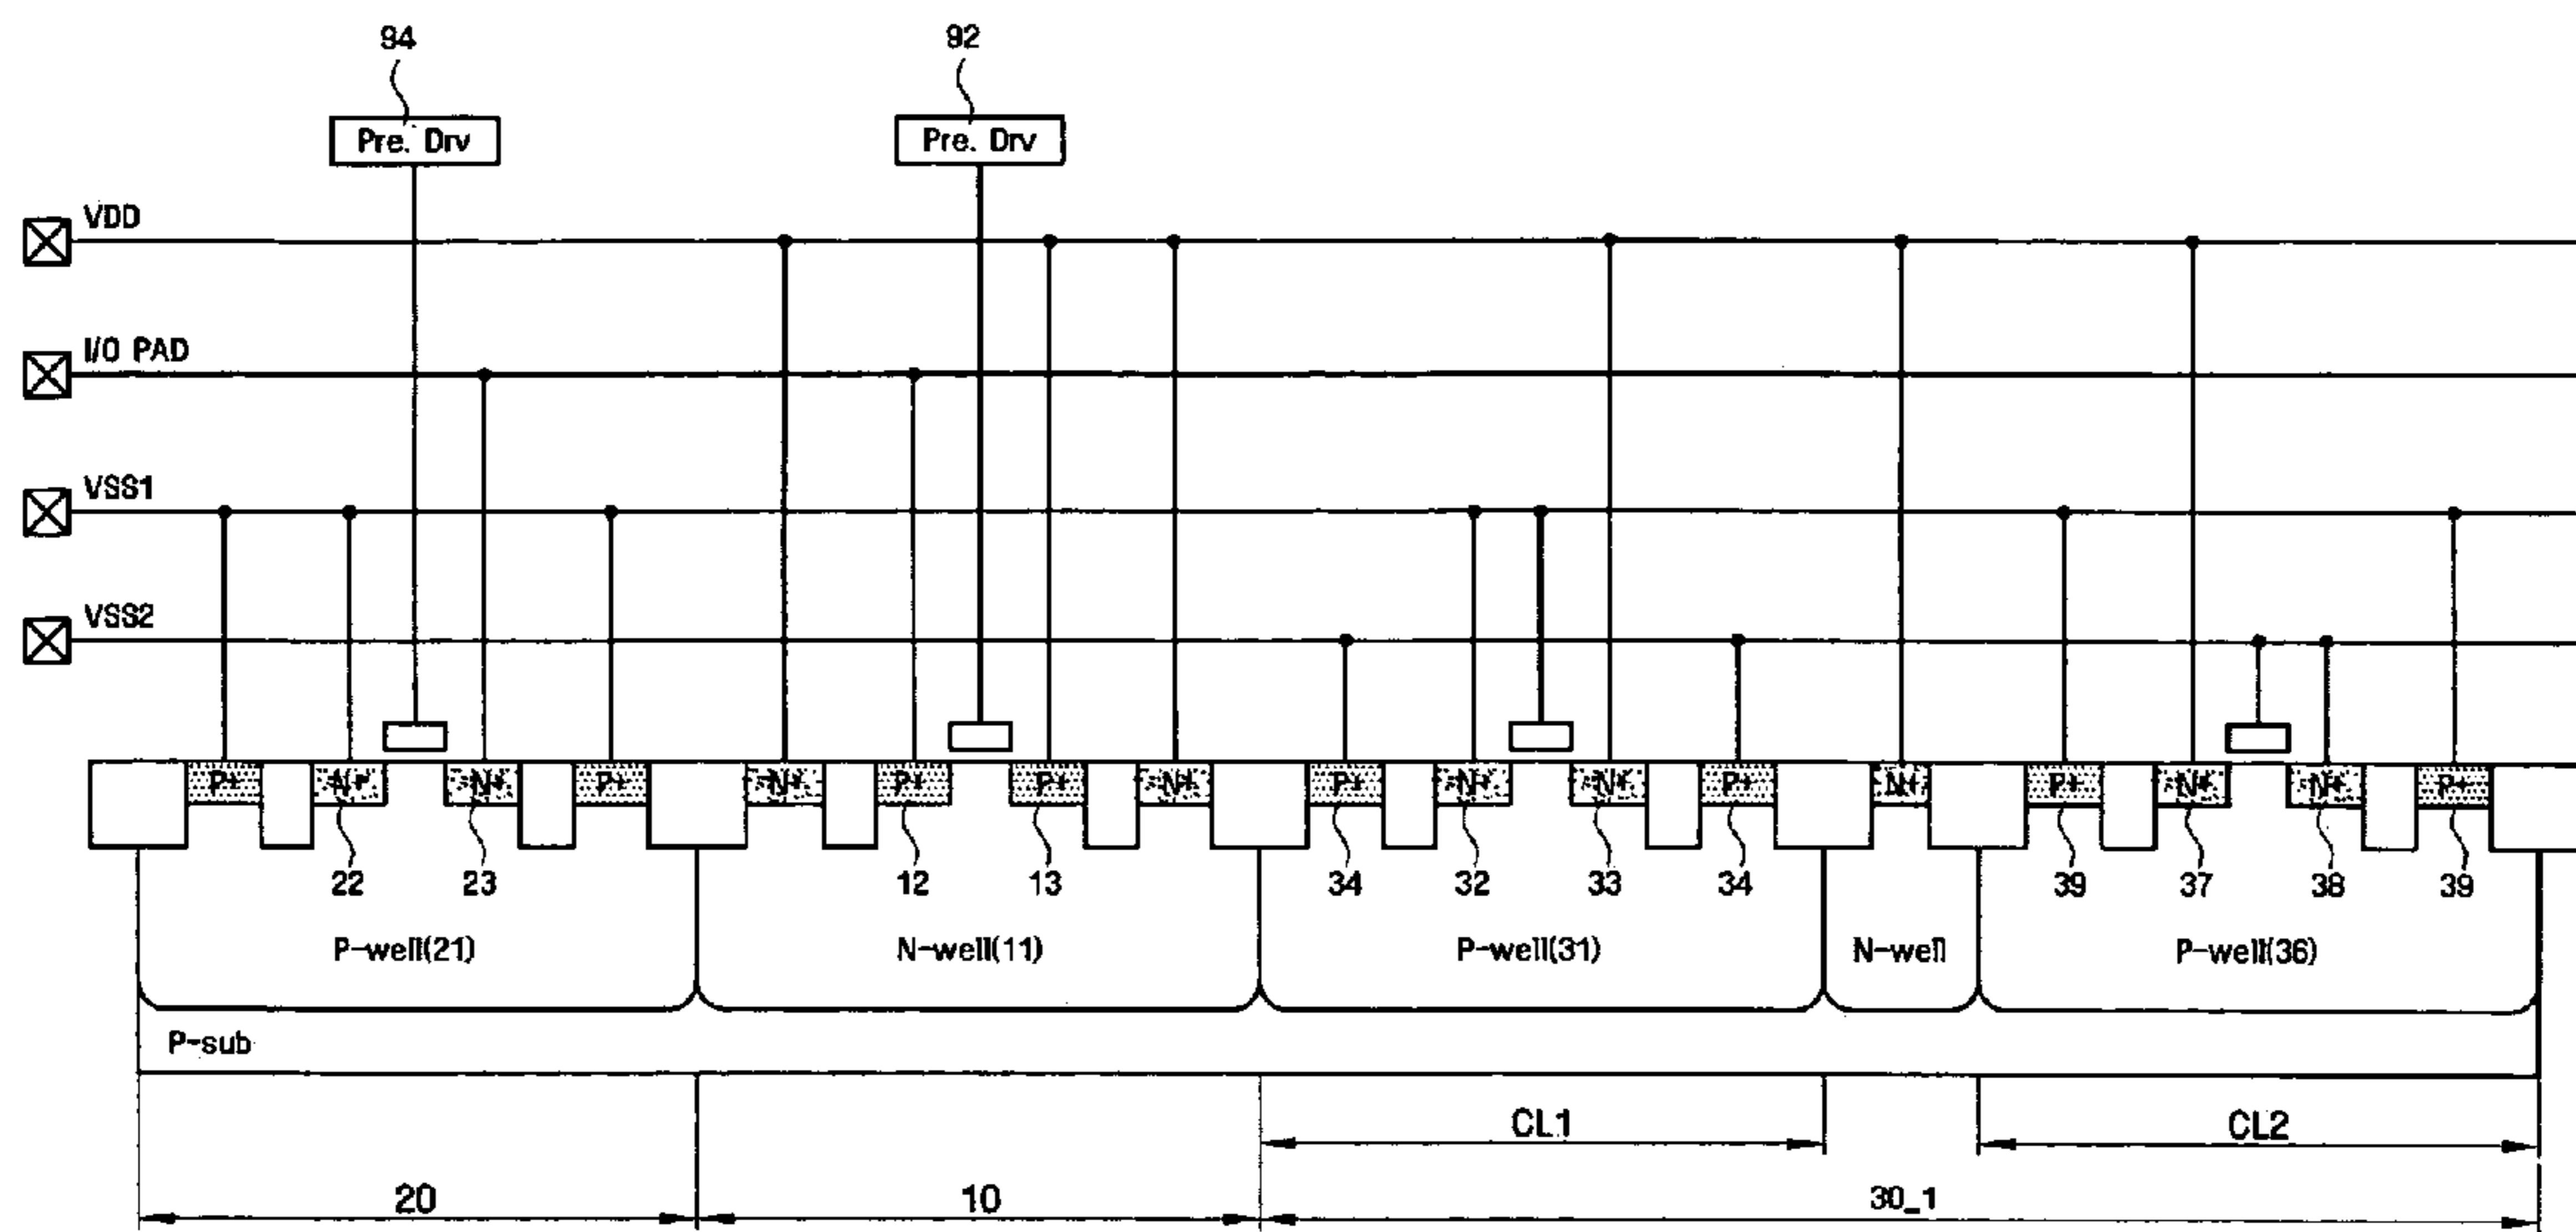 94 92
Pre. Drv Pre. Drv
VDD
I/O PAD
VSS1
VSS2
P+ N+ N+ P+ N+ P+ P+ N+ P+ N+ N+ P+ N+ P+ N+ N+ P+
22 23 12 13 34 32 33 34 39 37 38 39
P-well(21) N-well(11) P-well(31) N-well P-well(36)
P-sub
CL1 CL2
20 10 30_1